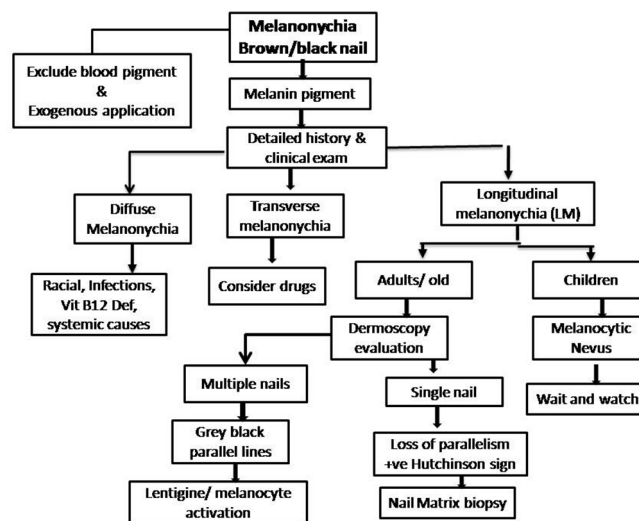 Melanonychia
Brown/black nail
Exclude blood pigment
&
Exogenous application
Melanin pigment
Detailed history &
clinical exam
Diffuse
Melanonychia
Transverse
melanonychia
Longitudinal
melanonychia (LM)
Racial, Infections,
Vit B12 Def,
systemic causes
Consider drugs
Adults/ old
Children
Dermoscopy
evaluation
Melanocytic
Nevus
Multiple nails
Single nail
Wait and watch
Grey black
parallel lines
Loss of parallelism
+ve Hutchinson sign
Lentigine/ melanocyte
activation
Nail Matrix biopsy